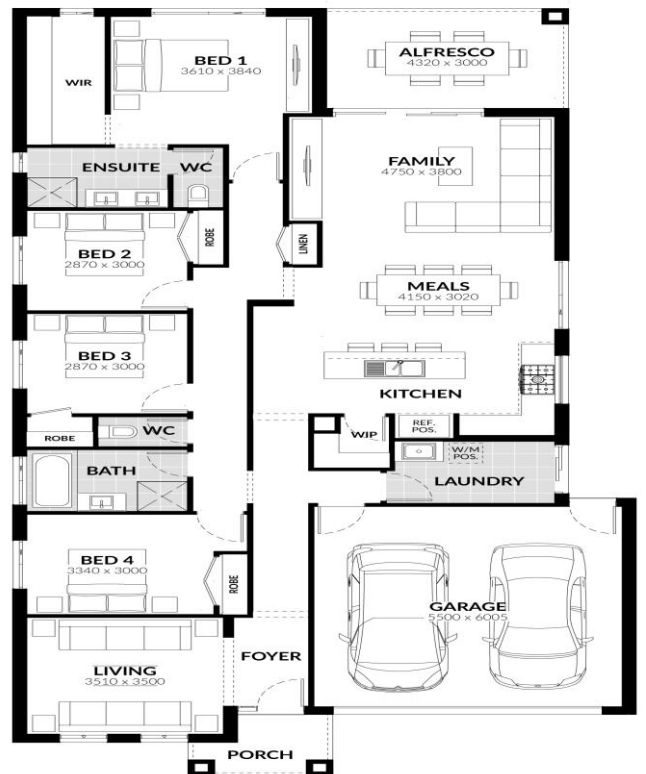 WIR
BED 1
3610 x 3840
ALFRESCO
4320 x 3000
ENSUITE
WC
FAMILY
4750 x 3800
BED 2
2870 x 3000
ROBE
LINEN
MEALS
4150 x 3020
BED 3
2870 x 3000
KITCHEN
ROBE
WC
WIP
REF.
POS.
BATH
W/M
POS.
LAUNDRY
BED 4
3340 x 3000
ROBE
GARAGE
5500 x 6005
LIVING
3510 x 3500
FOYER
PORCH